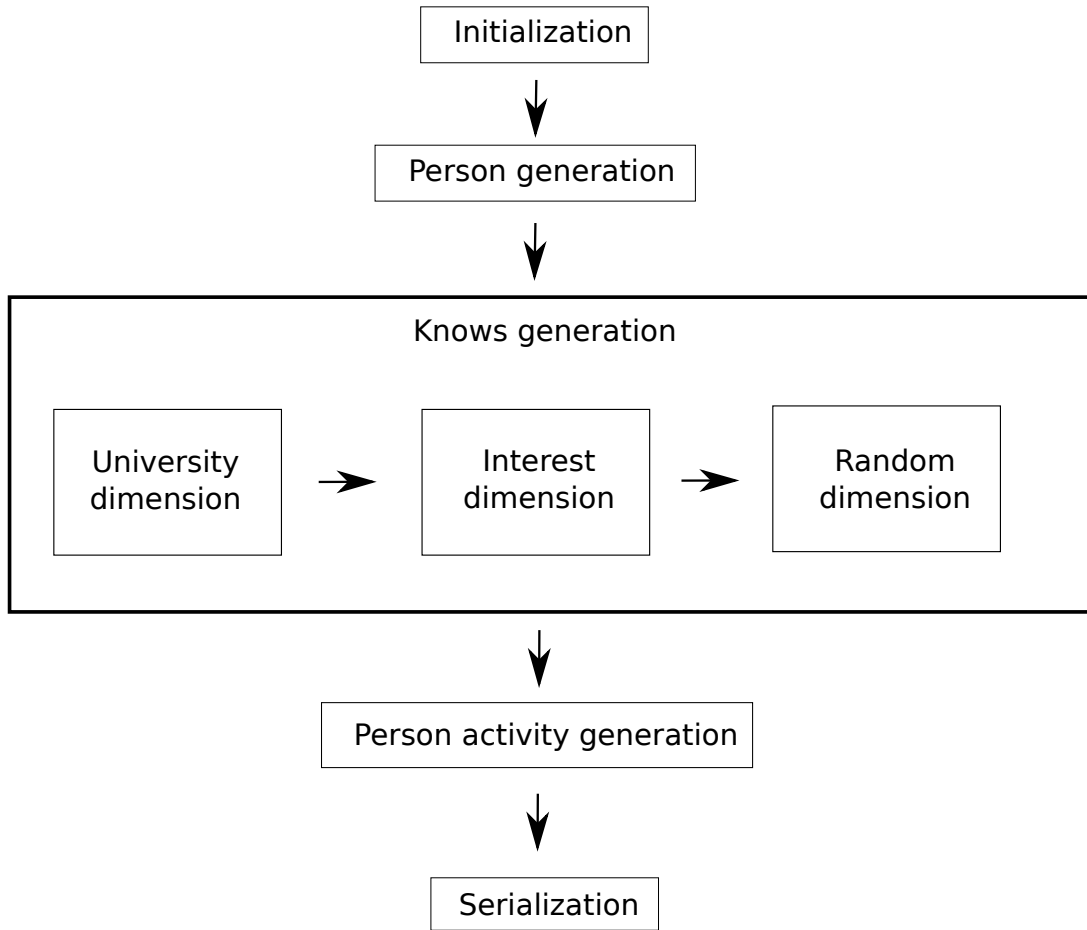 Initialization
Person generation
Knows generation
University
dimension
Interest
dimension
Random
dimension
Person activity generation
Serialization